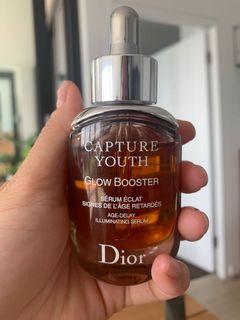 CAPTURE
YOUTH
GLOW BOOSTER
SÉRUM ÉCLAT
SIGNES DE L'ÂGE RETARDÉS
AGE-DELAY
ILLUMINATING SERUM
Dior